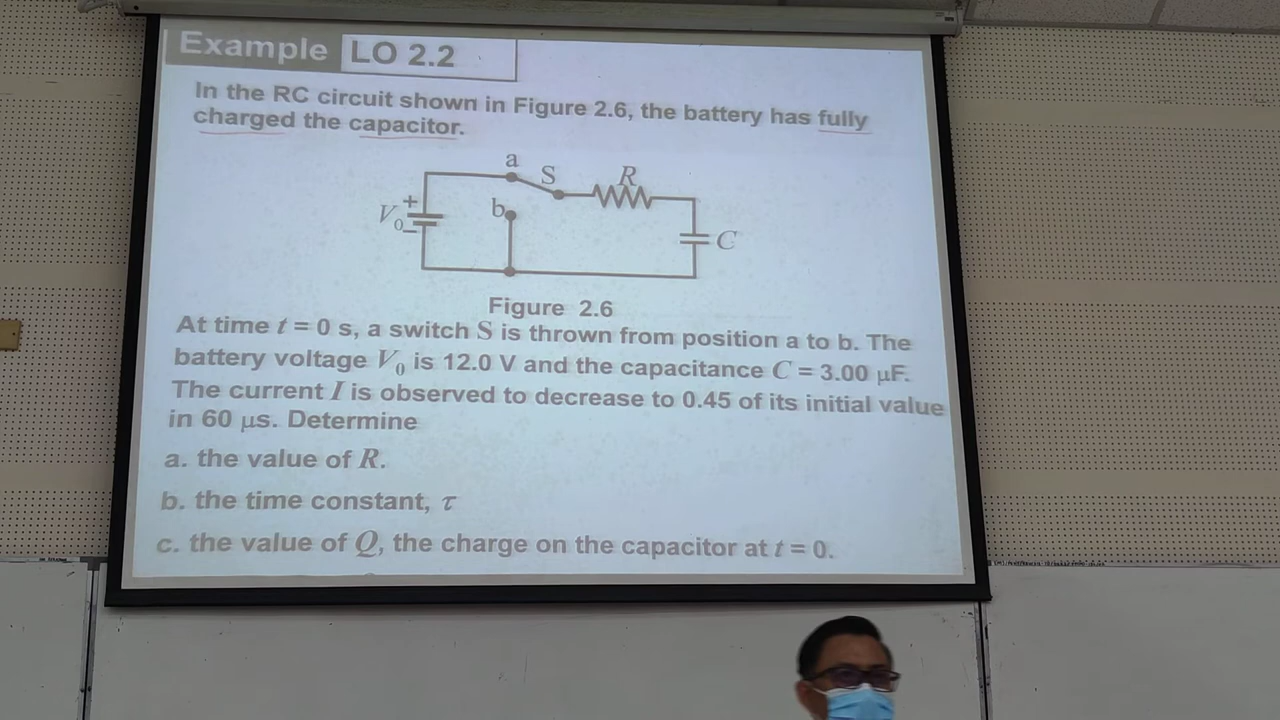 Example LO 2.2
In the RC circuit shown in Figure 2.6, the battery has fully
charged the capacitor.
a
S
R
b
+
V0
−
C
Figure 2.6
At time t = 0 s, a switch S is thrown from position a to b. The
battery voltage V0 is 12.0 V and the capacitance C = 3.00 μF.
The current I is observed to decrease to 0.45 of its initial value
in 60 μs. Determine
a. the value of R.
b. the time constant, τ
c. the value of Q, the charge on the capacitor at t = 0.